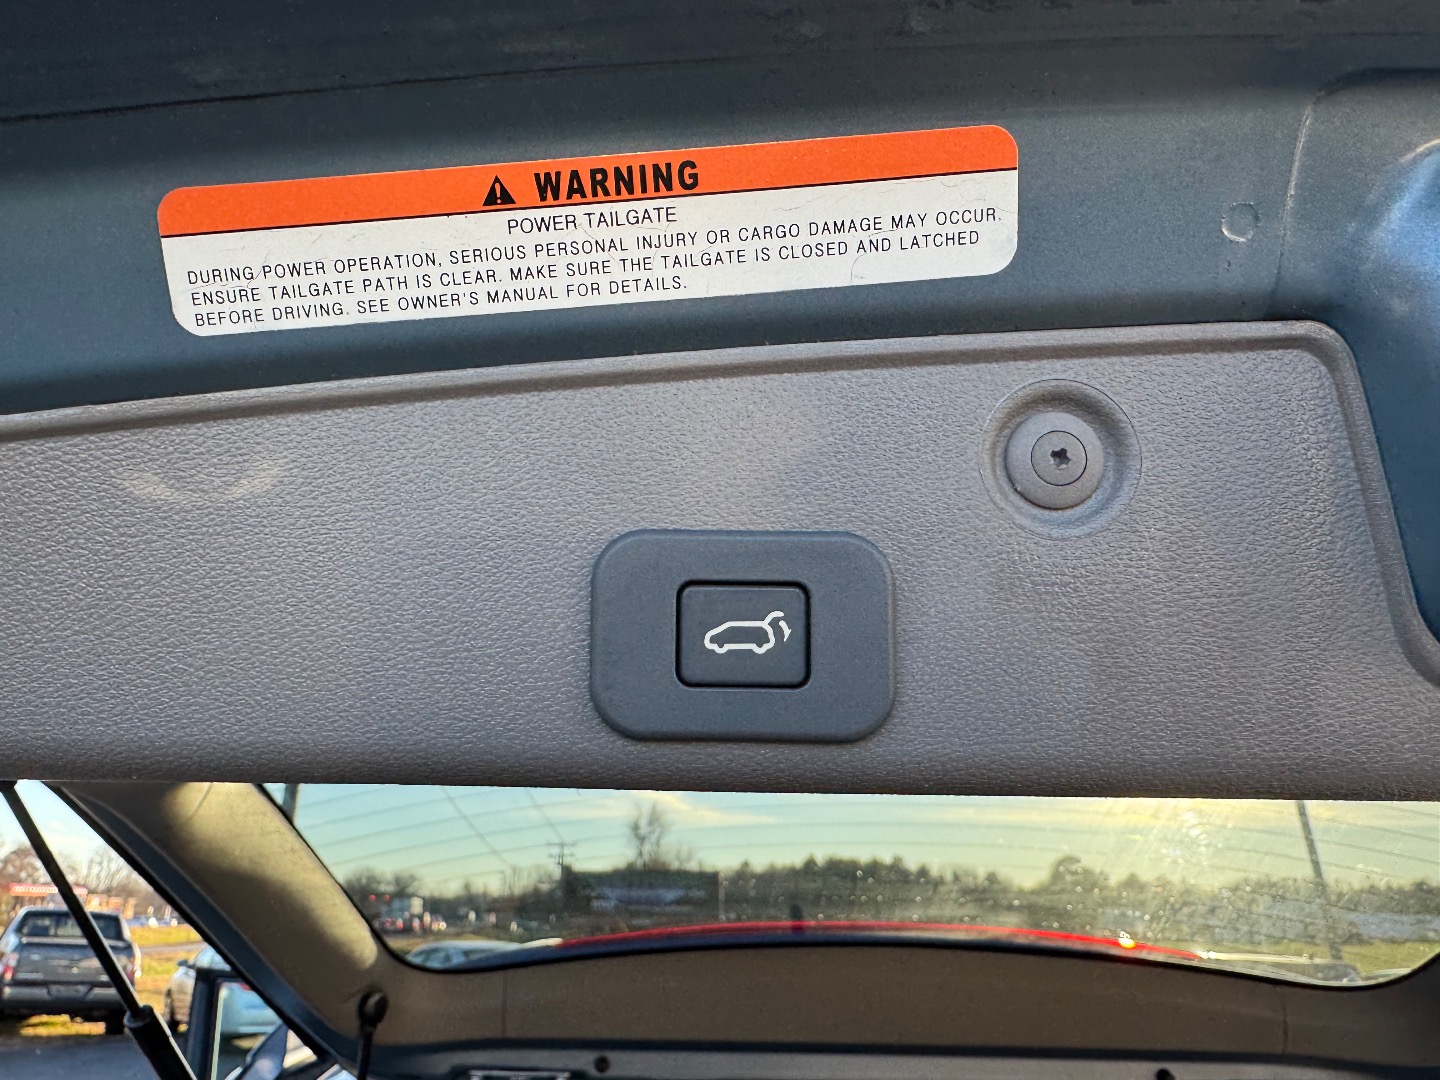 WARNING
POWER TAILGATE
DURING POWER OPERATION, SERIOUS PERSONAL INJURY OR CARGO DAMAGE MAY OCCUR.
ENSURE TAILGATE PATH IS CLEAR. MAKE SURE THE TAILGATE IS CLOSED AND LATCHED
BEFORE DRIVING. SEE OWNER'S MANUAL FOR DETAILS.